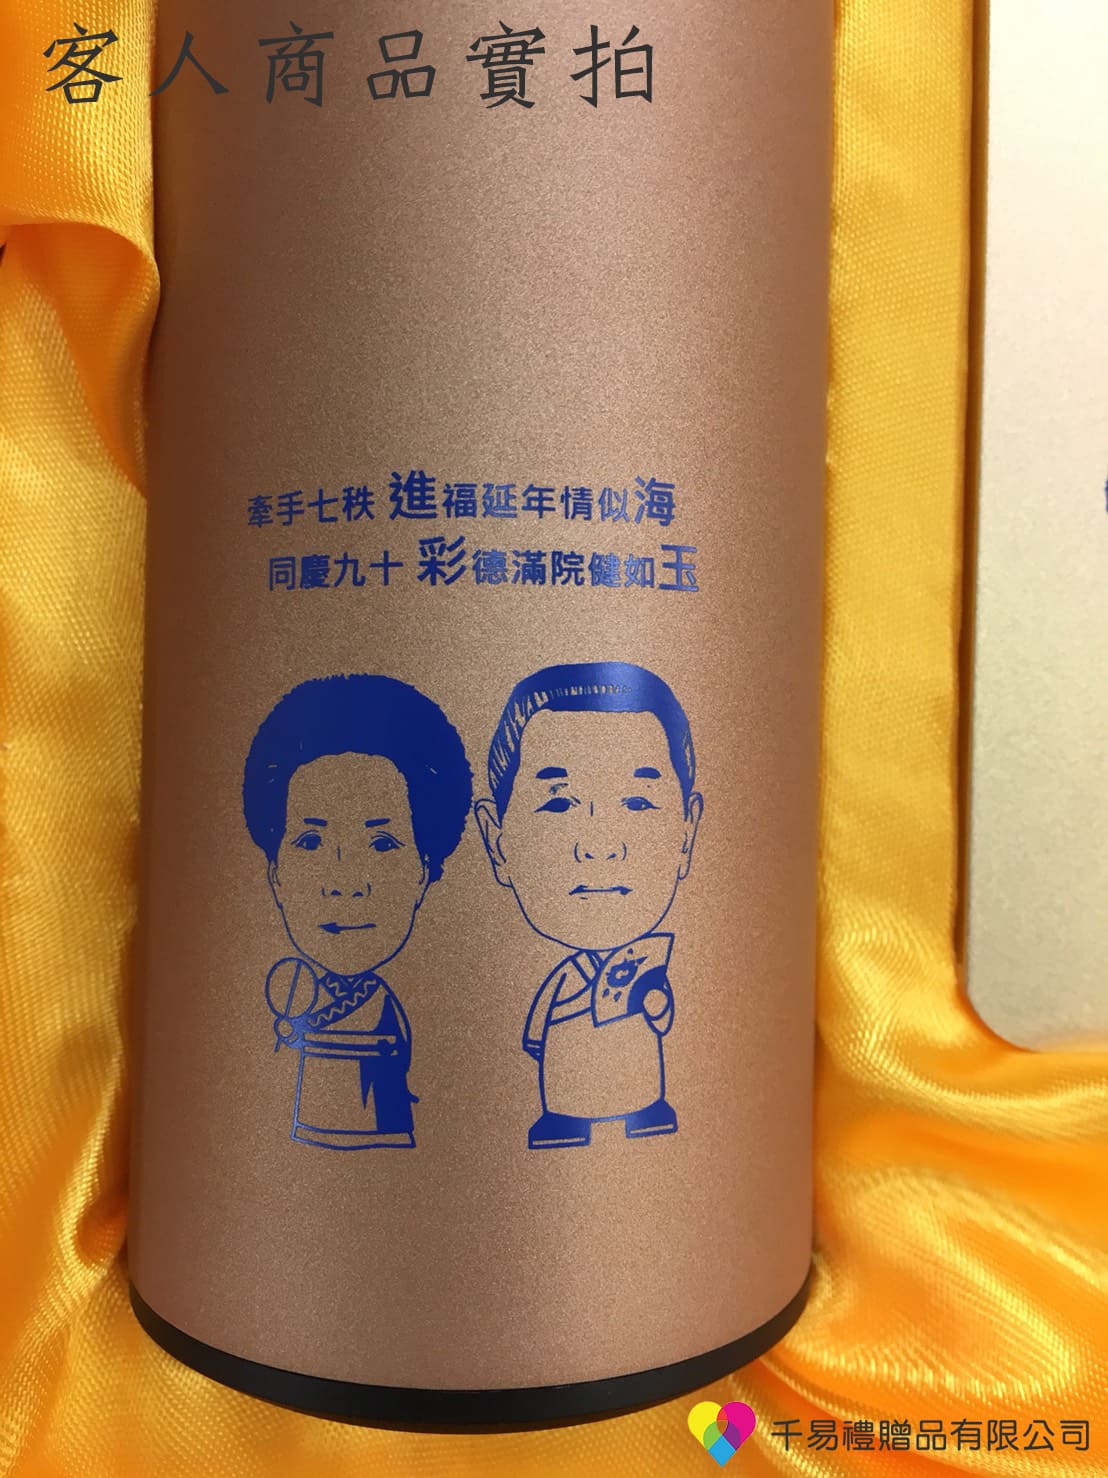 客人商品實拍
牽手七秩 進福延年情似海
同慶九十 彩德滿院健如玉
千易禮贈品有限公司